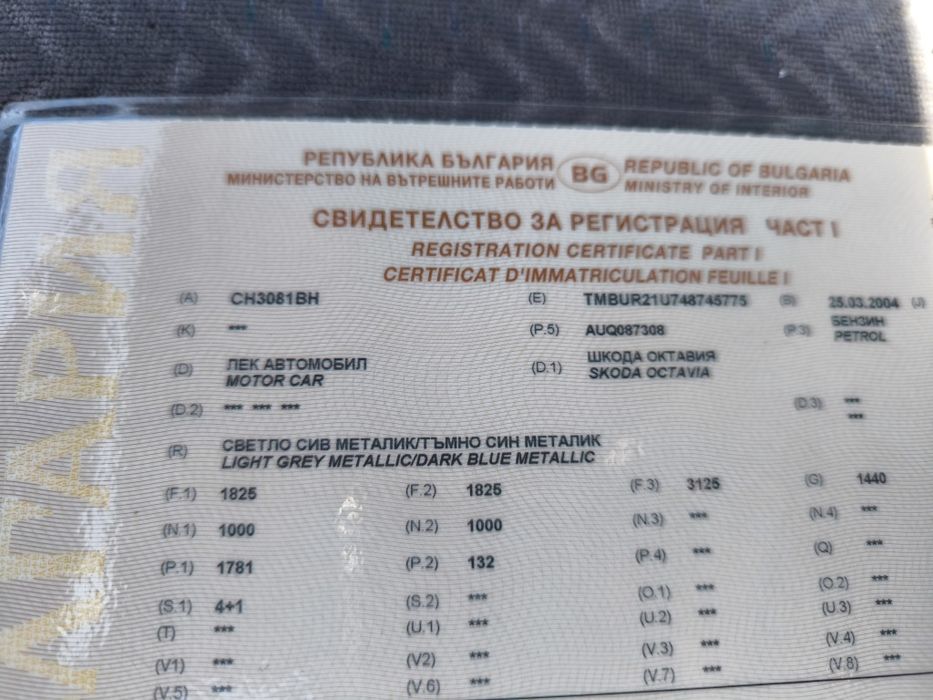 АГАРИЯ
РЕПУБЛИКА БЪЛГАРИЯ BG REPUBLIC OF BULGARIA
МИНИСТЕРСТВО НА ВЪТРЕШНИТЕ РАБОТИ MINISTRY OF INTERIOR
СВИДЕТЕЛСТВО ЗА РЕГИСТРАЦИЯ ЧАСТ I
REGISTRATION CERTIFICATE PART I
CERTIFICAT D'IMMATRICULATION FEUILLE I
(A) CH3081BH (E) TMBUR21U748745775 (B) 25.03.2004 (J)
(K) *** (P.5) AUQ087308 (P.3) БЕНЗИН
PETROL
(D) ЛЕК АВТОМОБИЛ (D.1) ШКОДА ОКТАВИЯ
MOTOR CAR SKODA OCTAVIA
(D.2) *** *** *** (D.3) ***
***
(R) СВЕТЛО СИВ МЕТАЛИК/ТЪМНО СИН МЕТАЛИК
LIGHT GREY METALLIC/DARK BLUE METALLIC
(F.1) 1825 (F.2) 1825 (F.3) 3125 (G) 1440
(N.1) 1000 (N.2) 1000 (N.3) *** (N.4) ***
(P.1) 1781 (P.2) 132 (P.4) *** (Q) ***
(S.1) 4+1 (S.2) *** (O.1) *** (O.2) ***
(T) *** (U.1) *** (U.2) *** (U.3) ***
(V1) *** (V2) *** (V.3) *** (V.4) ***
(V.5) *** (V.6) *** (V.7) *** (V.8) ***